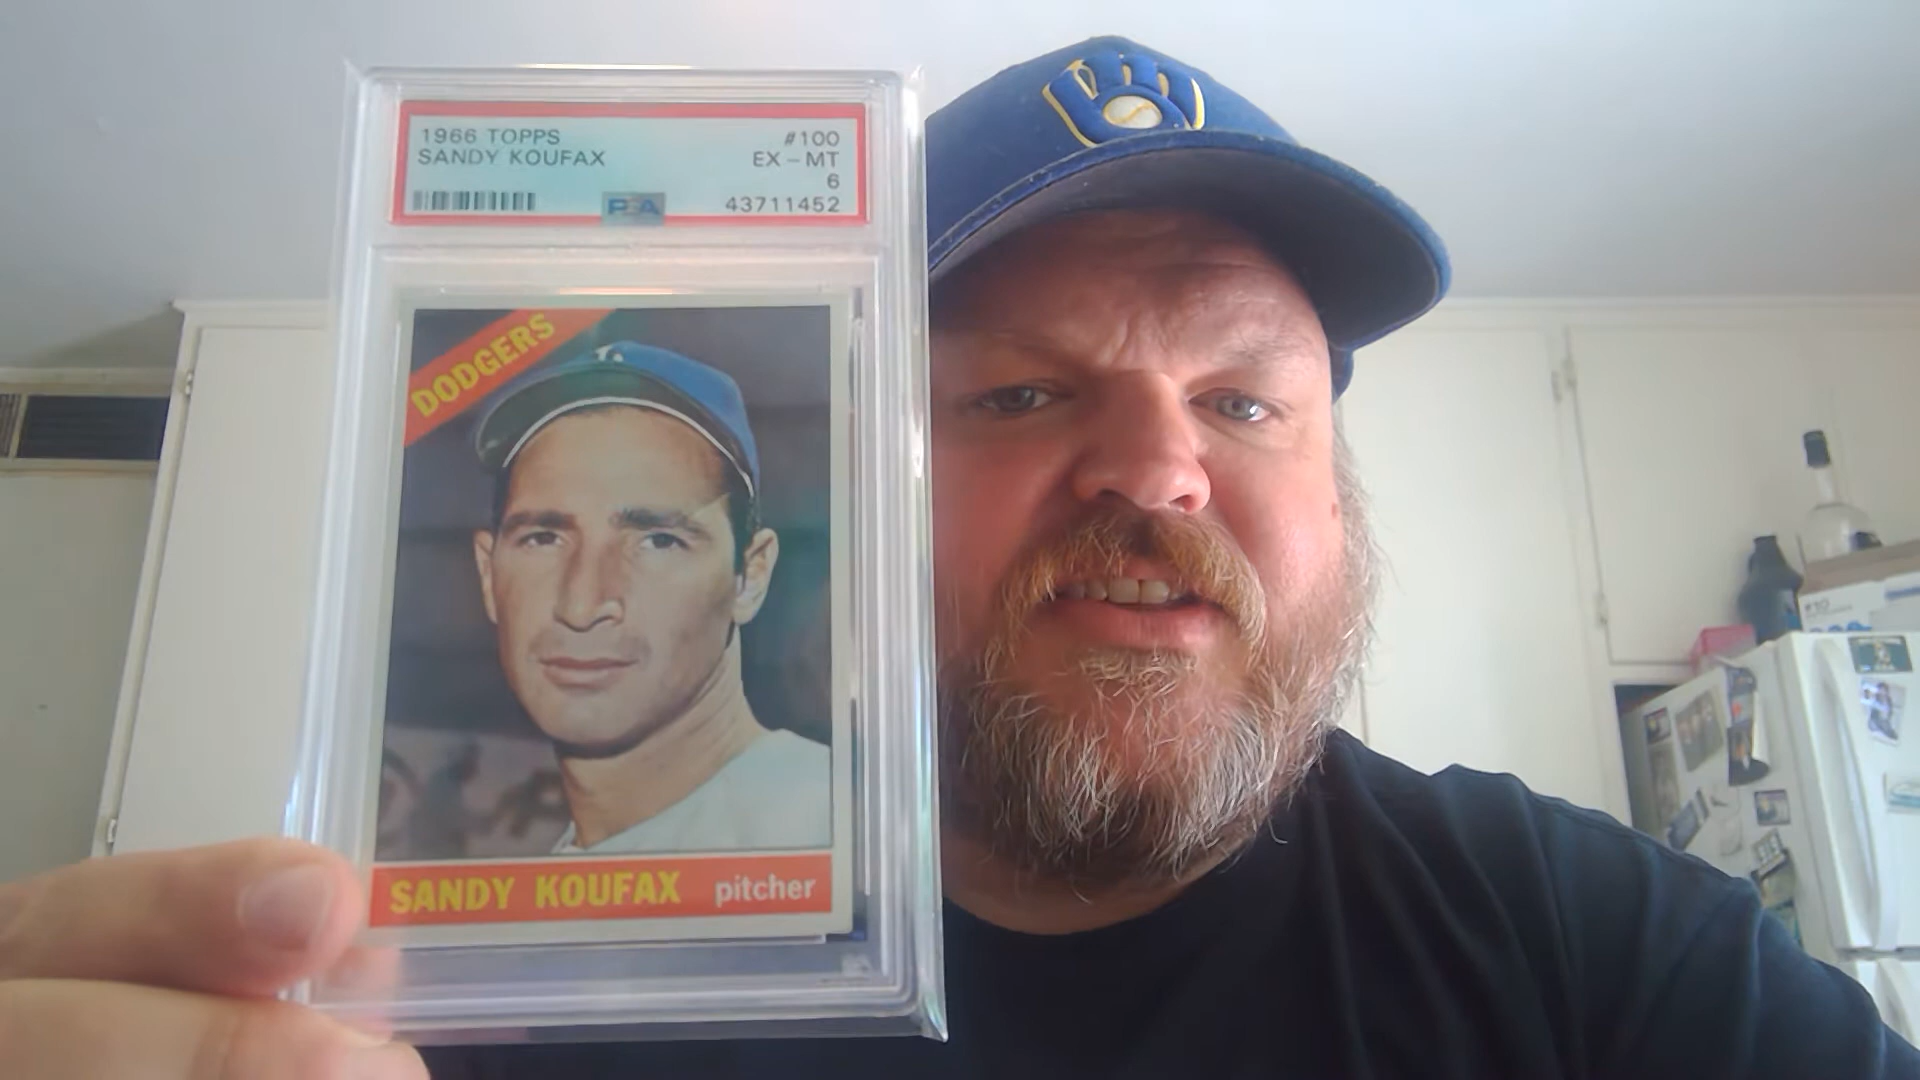 1966 TOPPS #100
SANDY KOUFAX EX - MT
6
PSA 43711452
DODGERS
SANDY KOUFAX pitcher